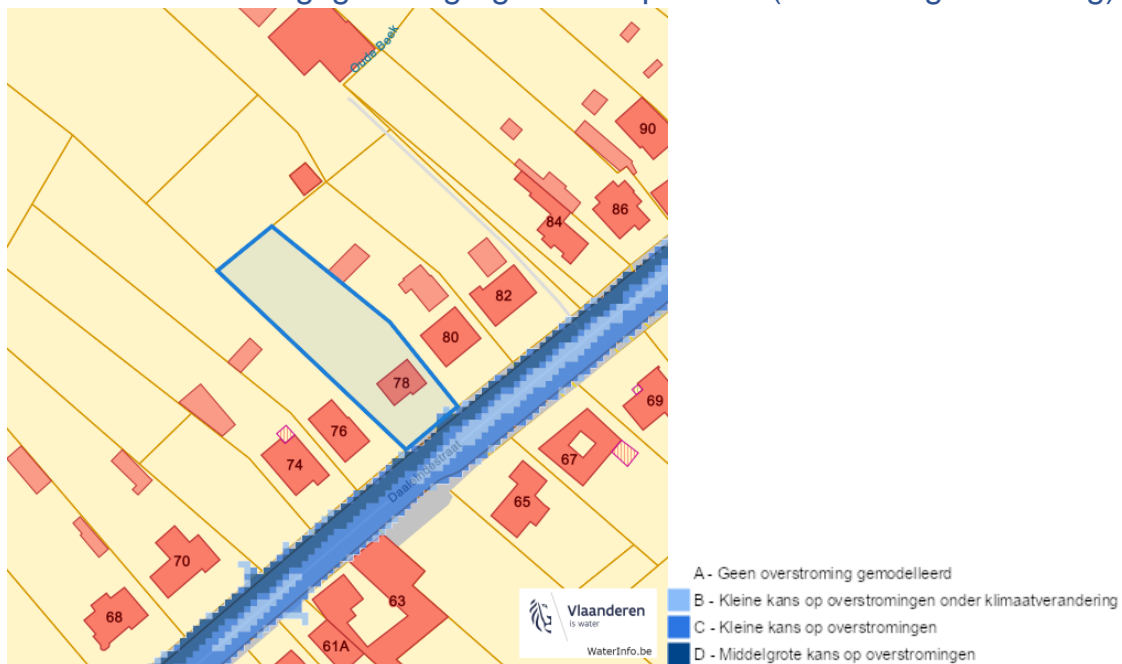 Oude Beek
90
86
84
82
80
78
76
74
70
68
69
67
65
63
61A
Vlaanderen
is water
WaterInfo.be
A - Geen overstroming gemodelleerd
B - Kleine kans op overstromingen onder klimaatverandering
C - Kleine kans op overstromingen
D - Middelgrote kans op overstromingen